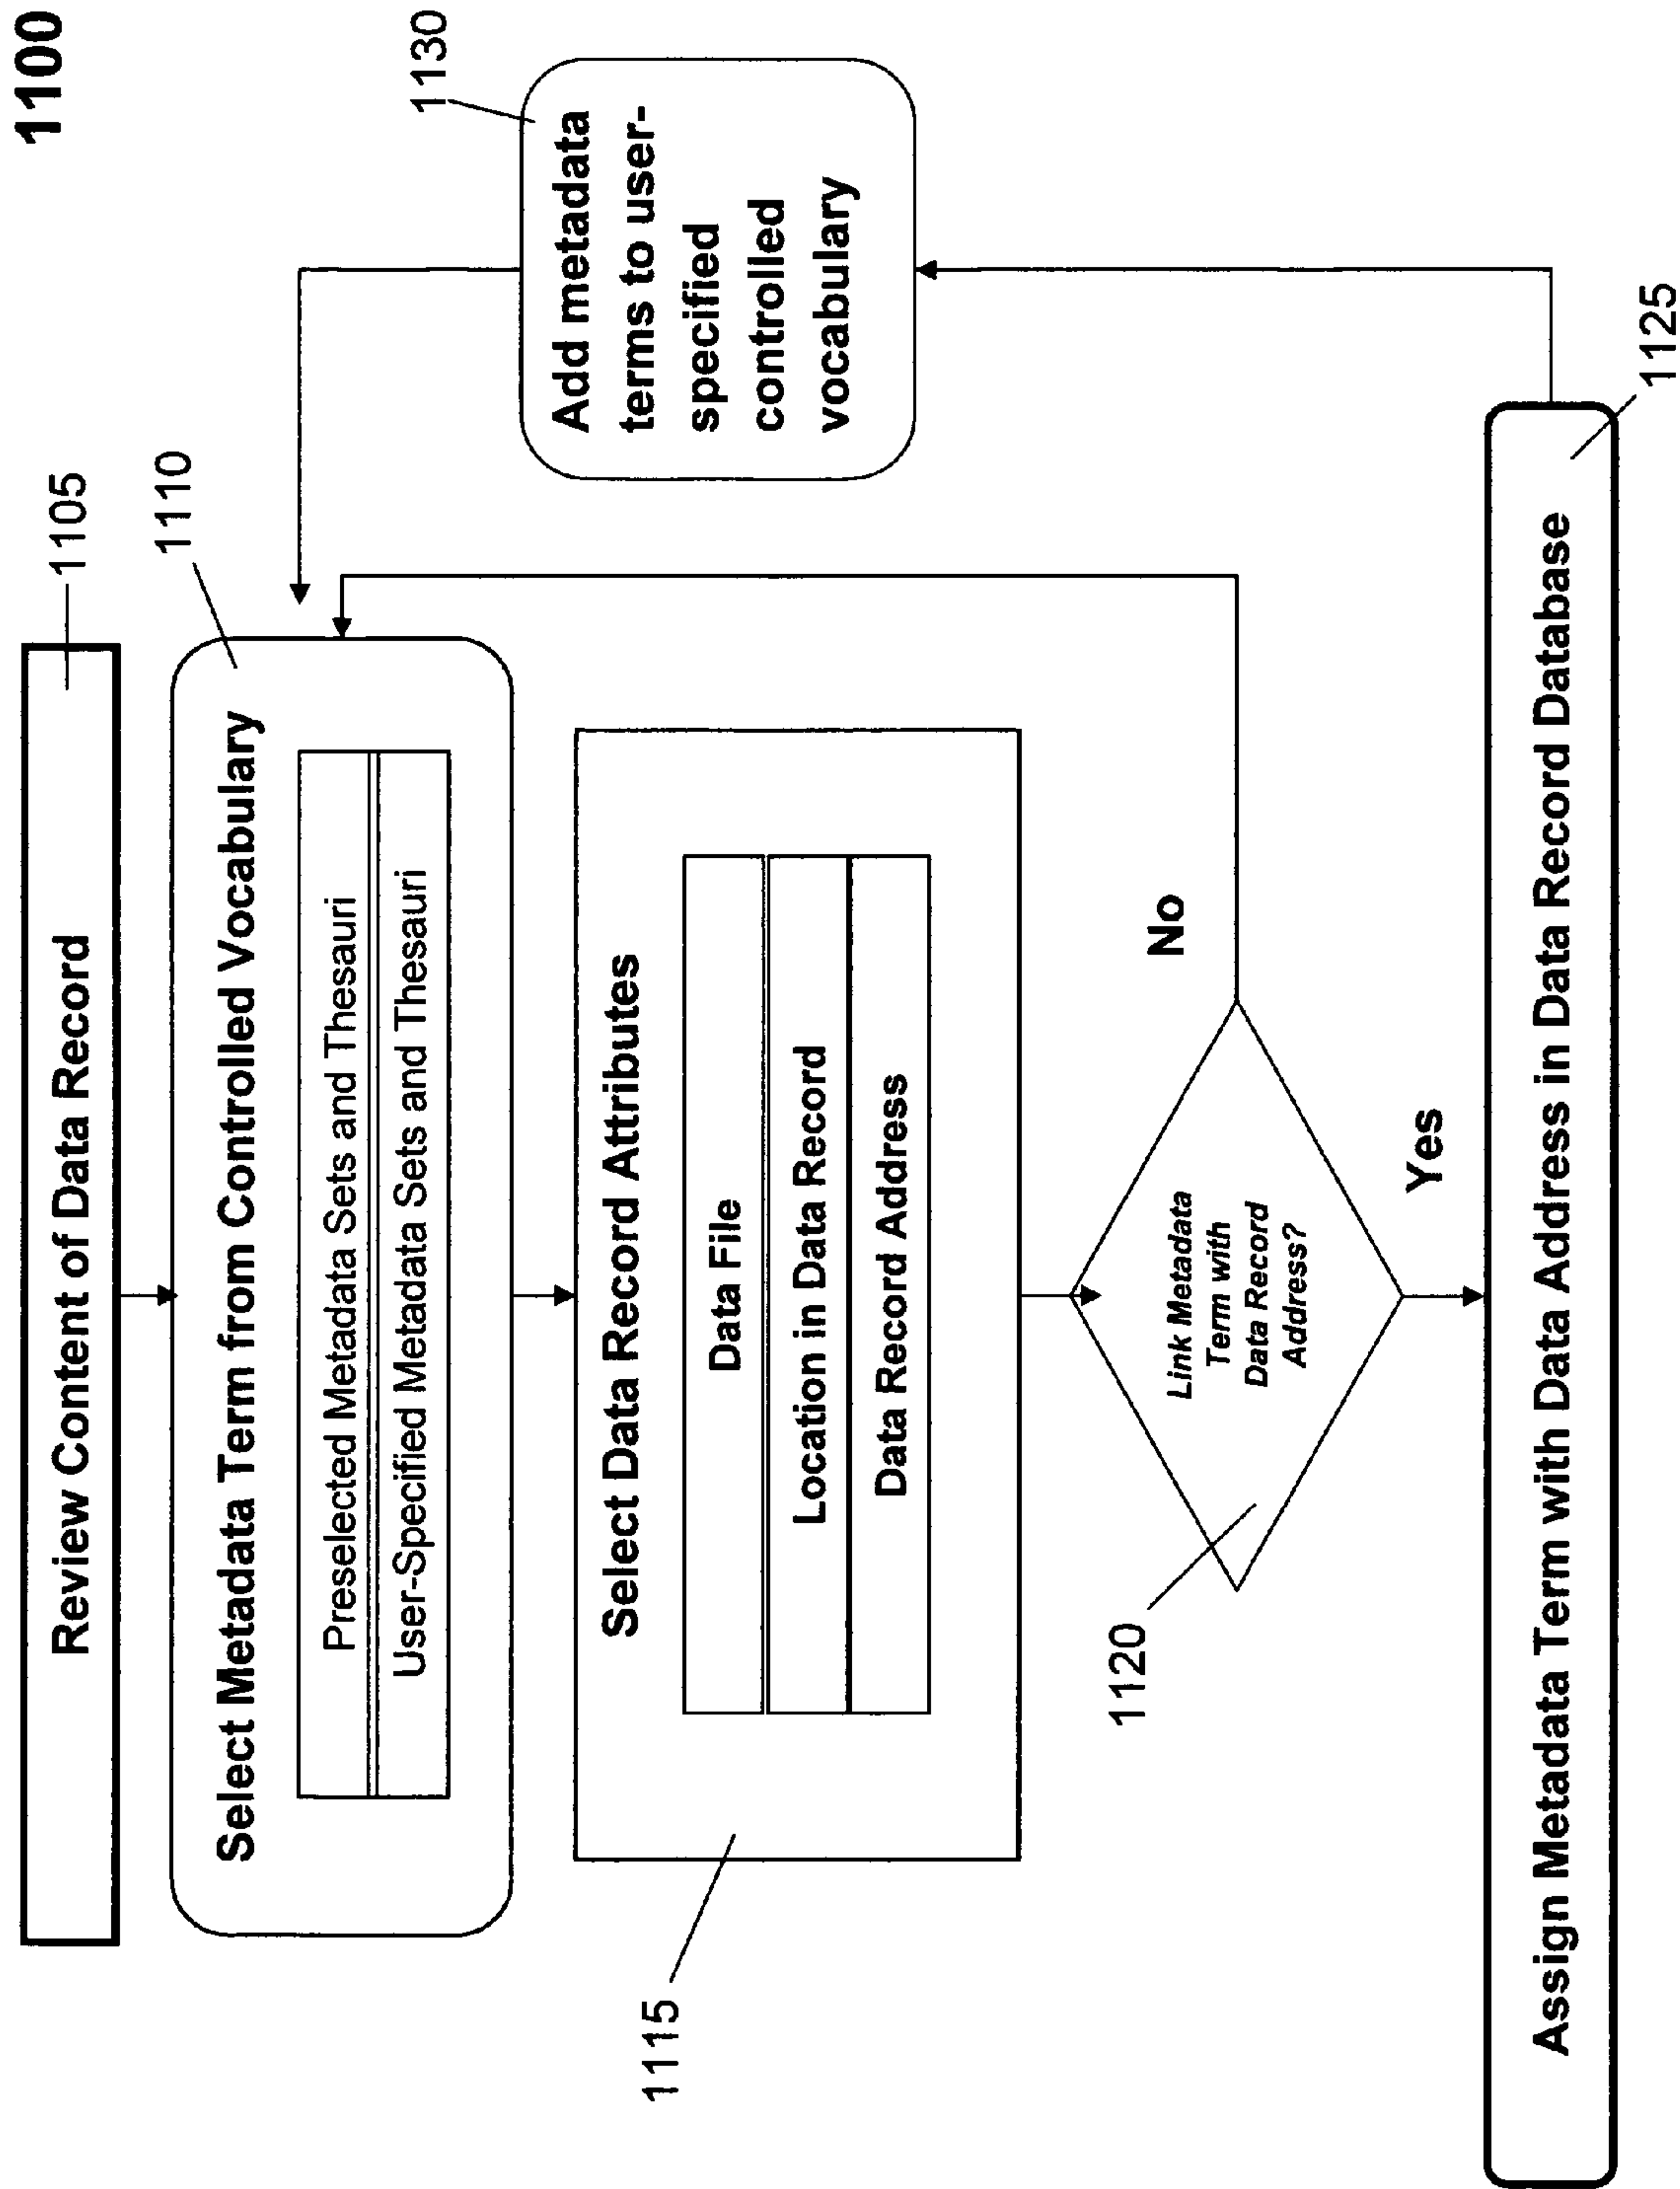 1100
Review Content of Data Record
1105
Select Metadata Term from Controlled Vocabulary
1110
Preselected Metadata Sets and Thesauri
User-Specified Metadata Sets and Thesauri
Select Data Record Attributes
1115
Data File
Location in Data Record
Data Record Address
Link Metadata
Term with
Data Record
Address?
1120
No
Yes
Assign Metadata Term with Data Address in Data Record Database
1125
Add metadata
terms to user-
specified
controlled
vocabulary
1130